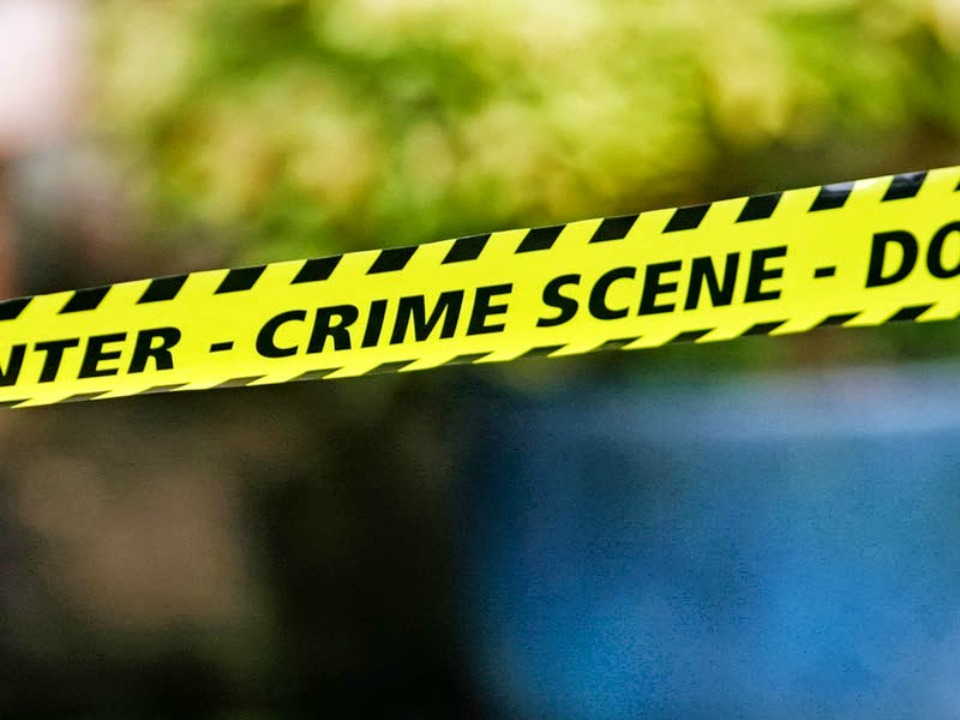 NTER - CRIME SCENE - DO